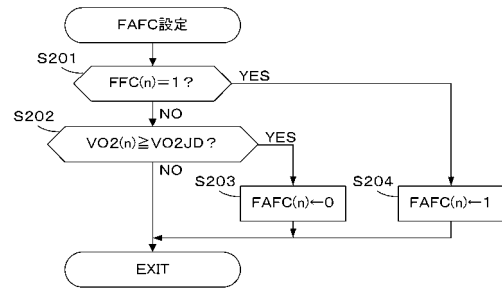 FAFC設定
S201
FFC(n)=1?
YES
NO
S202
VO2(n)≧VO2JD?
YES
NO
S203
FAFC(n)←0
S204
FAFC(n)←1
EXIT